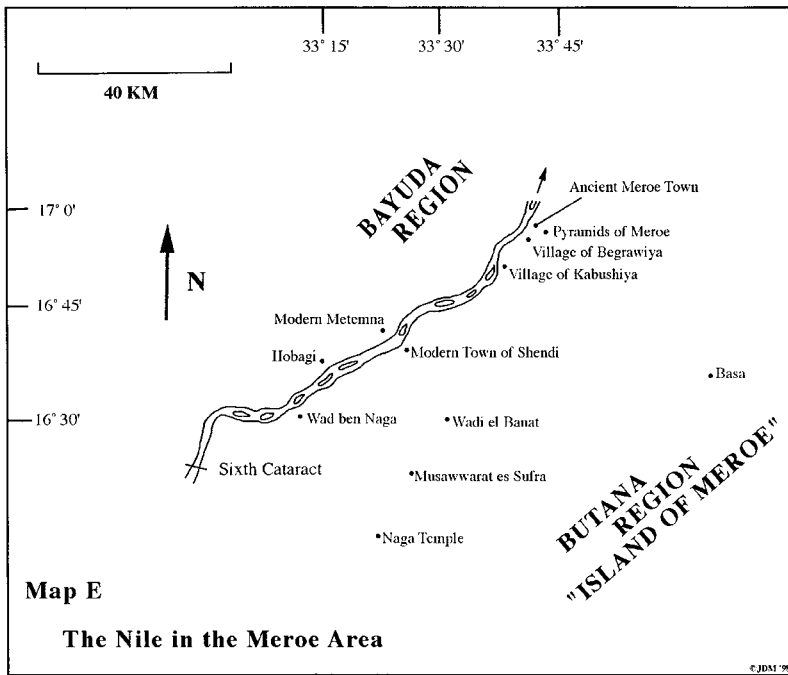 33° 15'
33° 30'
33° 45'
40 KM
BAYUDA
REGION
Ancient Meroe Town
17° 0'
Pyramids of Meroe
Village of Begrawiya
N
Village of Kabushiya
16° 45'
Modern Metemna
Hobagi
Modern Town of Shendi
Basa
16° 30'
Wad ben Naga
Wadi el Banat
Sixth Cataract
Musawwarat es Sufra
BUTANA
REGION
"ISLAND OF MEROE"
Naga Temple
Map E
The Nile in the Meroe Area
© JDM